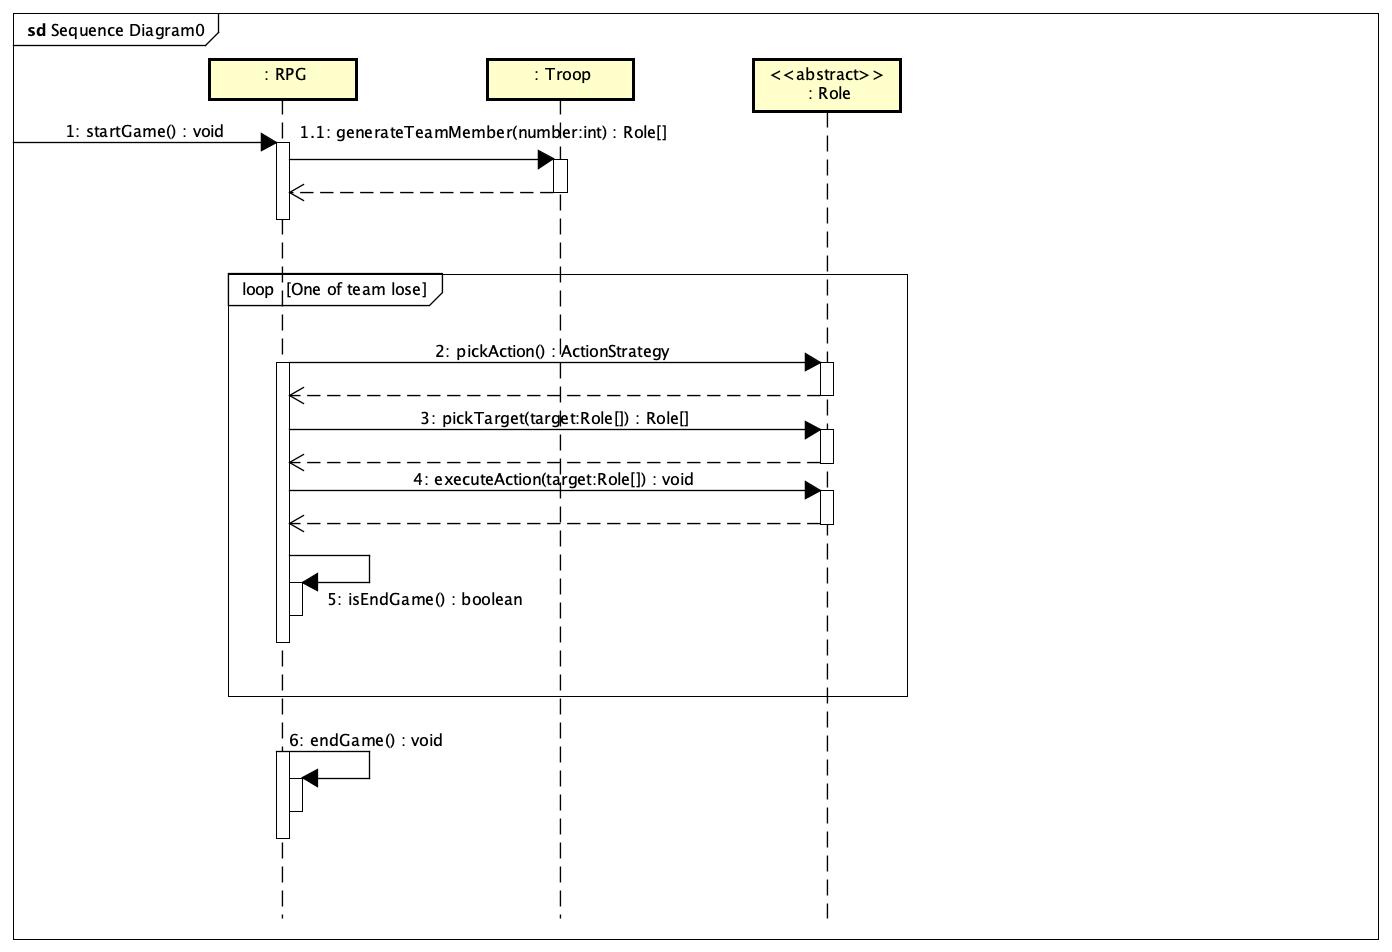 sd Sequence Diagram0
: RPG
: Troop
<<abstract>>
: Role
1: startGame() : void
1.1: generateTeamMember(number:int) : Role[]
loop [One of team lose]
2: pickAction() : ActionStrategy
3: pickTarget(target:Role[]) : Role[]
4: executeAction(target:Role[]) : void
5: isEndGame() : boolean
6: endGame() : void